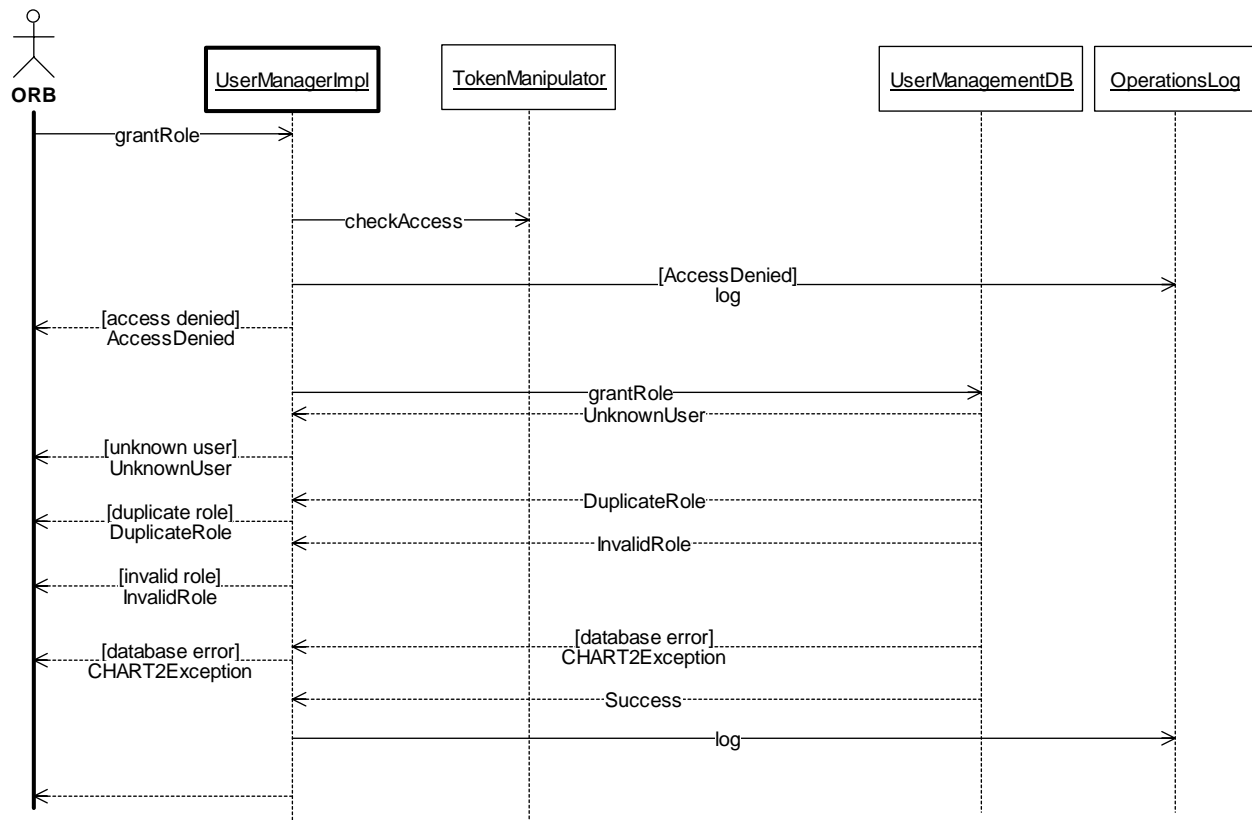 ORB
UserManagerImpl
TokenManipulator
UserManagementDB
OperationsLog
grantRole
checkAccess
[AccessDenied]
log
[access denied]
AccessDenied
grantRole
UnknownUser
[unknown user]
UnknownUser
DuplicateRole
[duplicate role]
DuplicateRole
InvalidRole
[invalid role]
InvalidRole
[database error]
CHART2Exception
[database error]
CHART2Exception
Success
log